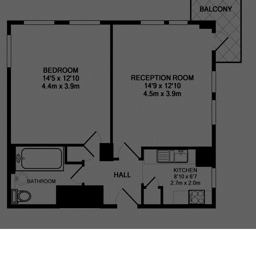 BALCONY
BEDROOM
14'5 x 12'10
4.4m x 3.9m
RECEPTION ROOM
14'9 x 12'10
4.5m x 3.9m
HALL
KITCHEN
8'10 x 6'7
2.7m x 2.0m
BATHROOM